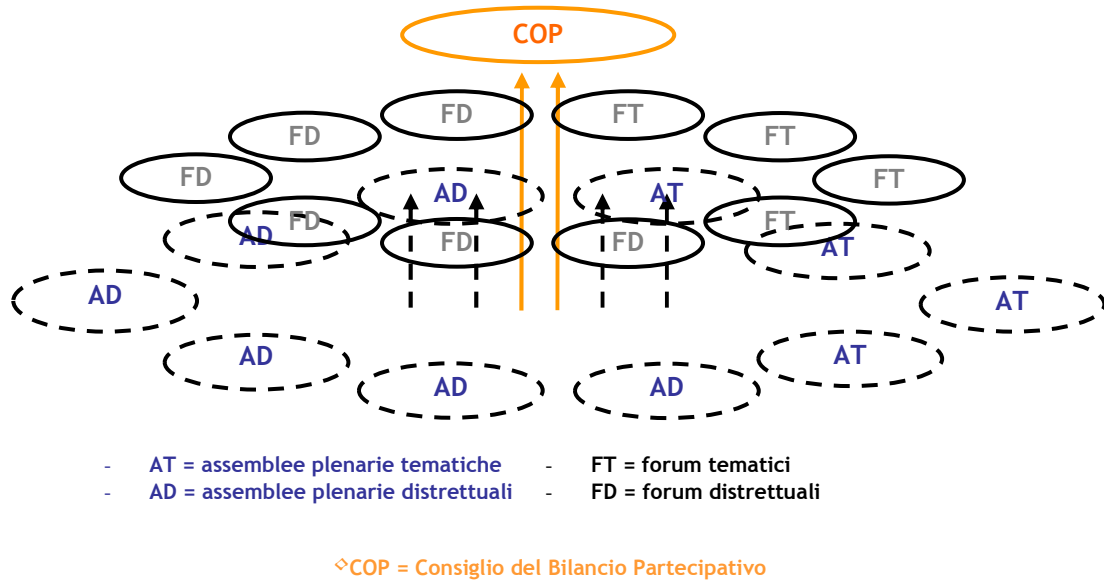 COP
FD FT
FD FT
FD FT
AD AT
FD FT
AD FD FD AT
AD AT
AD AT
AD AD
- AT = assemblee plenarie tematiche - FT = forum tematici
- AD = assemblee plenarie distrettuali - FD = forum distrettuali
COP = Consiglio del Bilancio Partecipativo